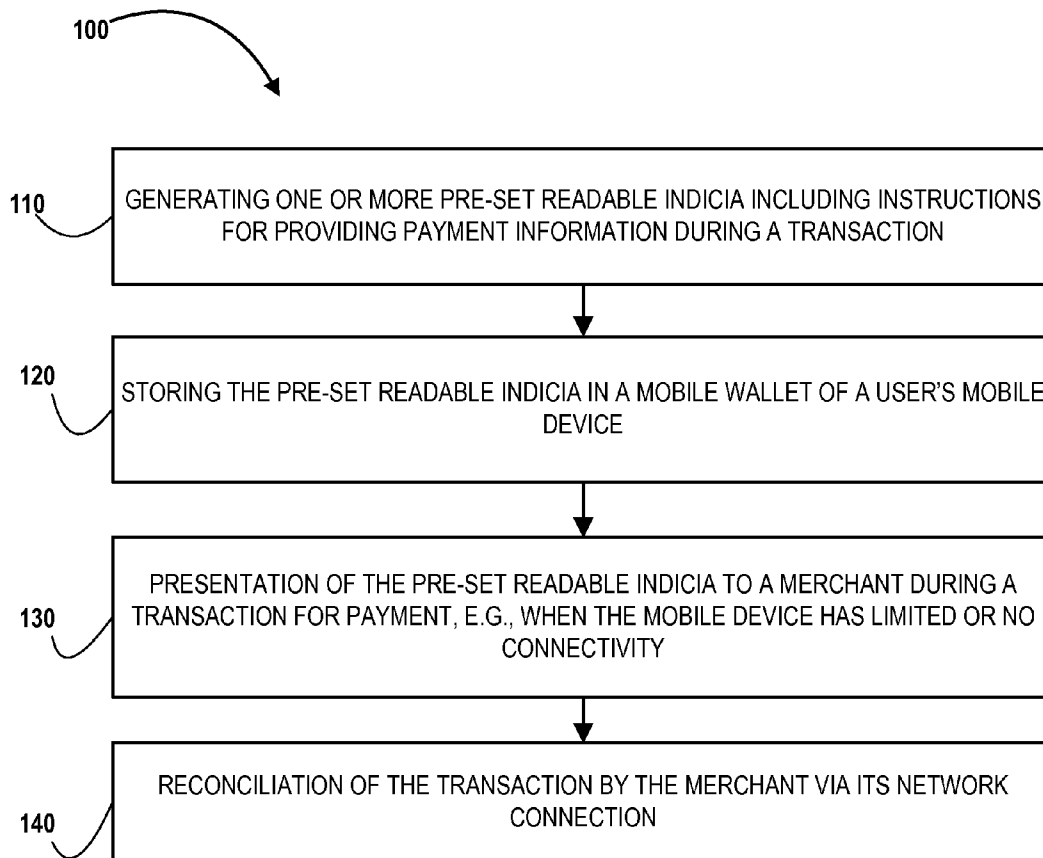 100
110
GENERATING ONE OR MORE PRE-SET READABLE INDICIA INCLUDING INSTRUCTIONS
FOR PROVIDING PAYMENT INFORMATION DURING A TRANSACTION
120
STORING THE PRE-SET READABLE INDICIA IN A MOBILE WALLET OF A USER'S MOBILE
DEVICE
130
PRESENTATION OF THE PRE-SET READABLE INDICIA TO A MERCHANT DURING A
TRANSACTION FOR PAYMENT, E.G., WHEN THE MOBILE DEVICE HAS LIMITED OR NO
CONNECTIVITY
140
RECONCILIATION OF THE TRANSACTION BY THE MERCHANT VIA ITS NETWORK
CONNECTION